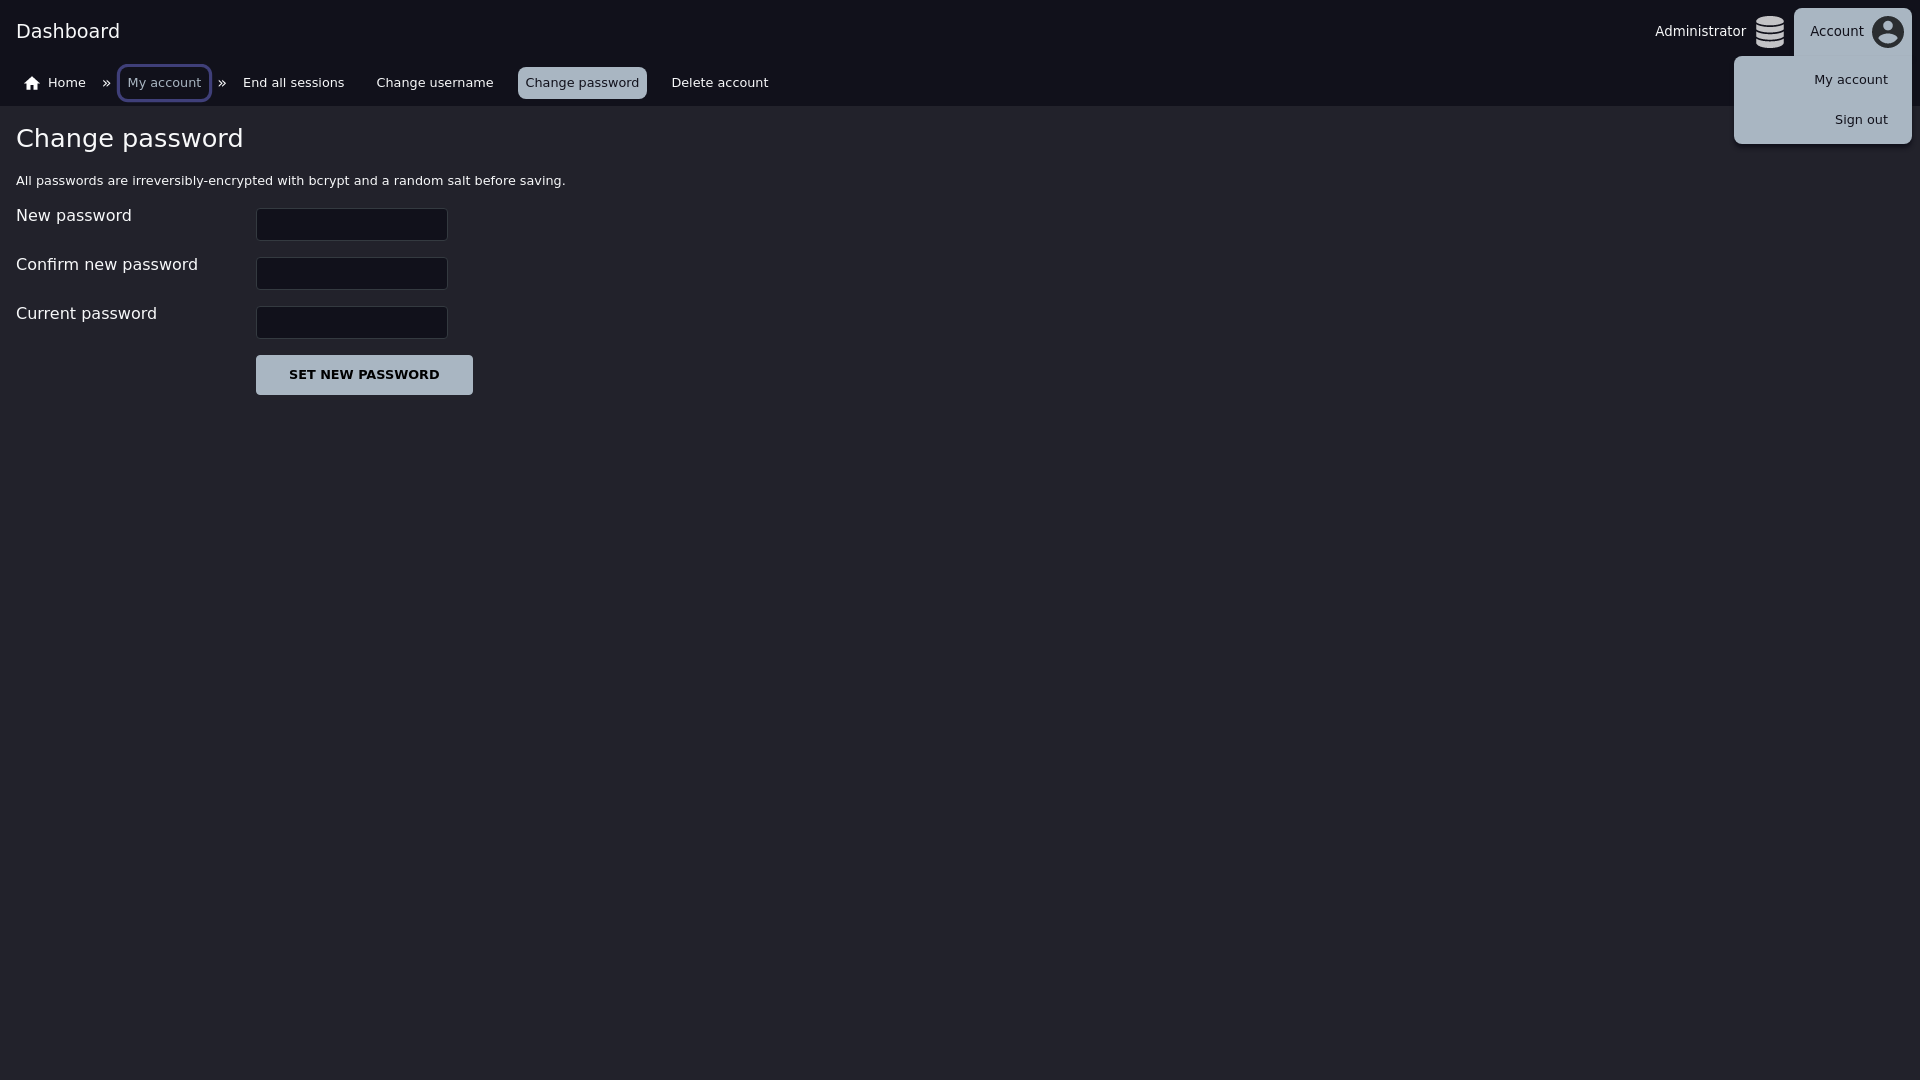 Dashboard
Administrator
Account
Home » My account » End all sessions Change username Change password Delete account
My account
Sign out
Change password
All passwords are irreversibly-encrypted with bcrypt and a random salt before saving.
New password
Confirm new password
Current password
SET NEW PASSWORD